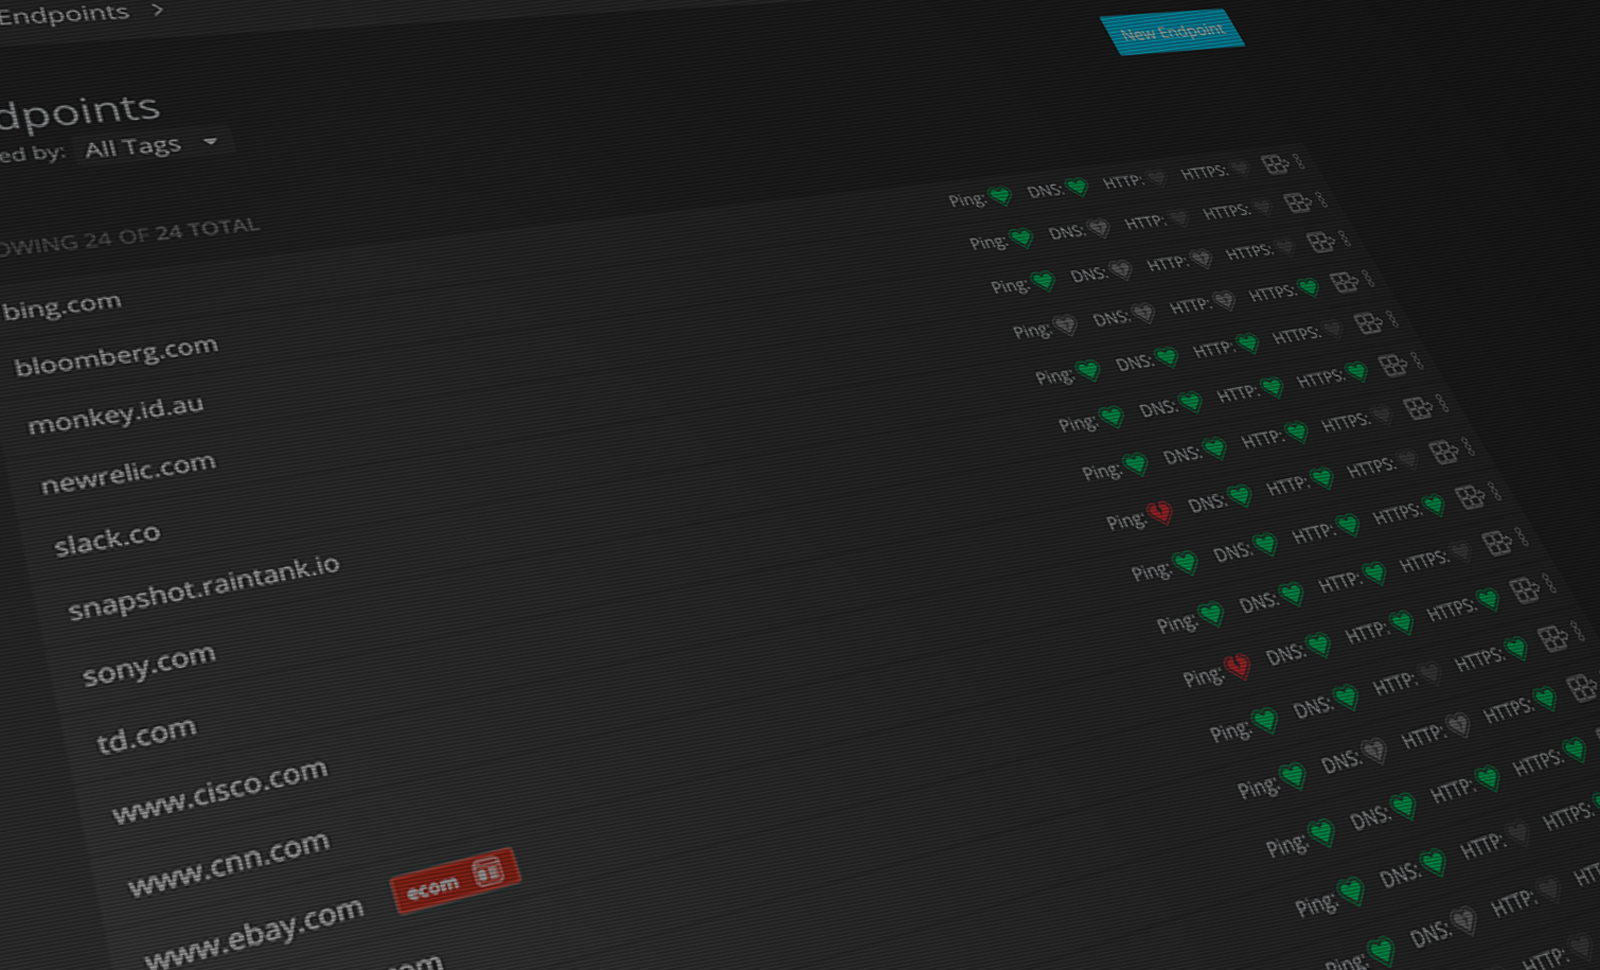 Endpoints >
New Endpoint
dpoints
ed by: All Tags
OWING 24 OF 24 TOTAL
bing.com Ping: DNS: HTTP: HTTPS:
bloomberg.com Ping: DNS: HTTP: HTTPS:
monkey.id.au Ping: DNS: HTTP: HTTPS:
newrelic.com Ping: DNS: HTTP: HTTPS:
slack.co Ping: DNS: HTTP: HTTPS:
snapshot.raintank.io Ping: DNS: HTTP: HTTPS:
sony.com Ping: DNS: HTTP: HTTPS:
td.com Ping: DNS: HTTP: HTTPS:
www.cisco.com Ping: DNS: HTTP: HTTPS:
www.cnn.com Ping: DNS: HTTP: HTTPS:
www.ebay.com ecom Ping: DNS: HTTP: HTTPS:
om Ping: DNS: HTTP: HTTPS:
Ping: DNS: HTTP: HTTPS:
Ping: DNS: HTTP: HTTPS:
Ping: DNS: HTTP: HTTPS:
Ping: DNS: HTTP: HTT
HTTP: